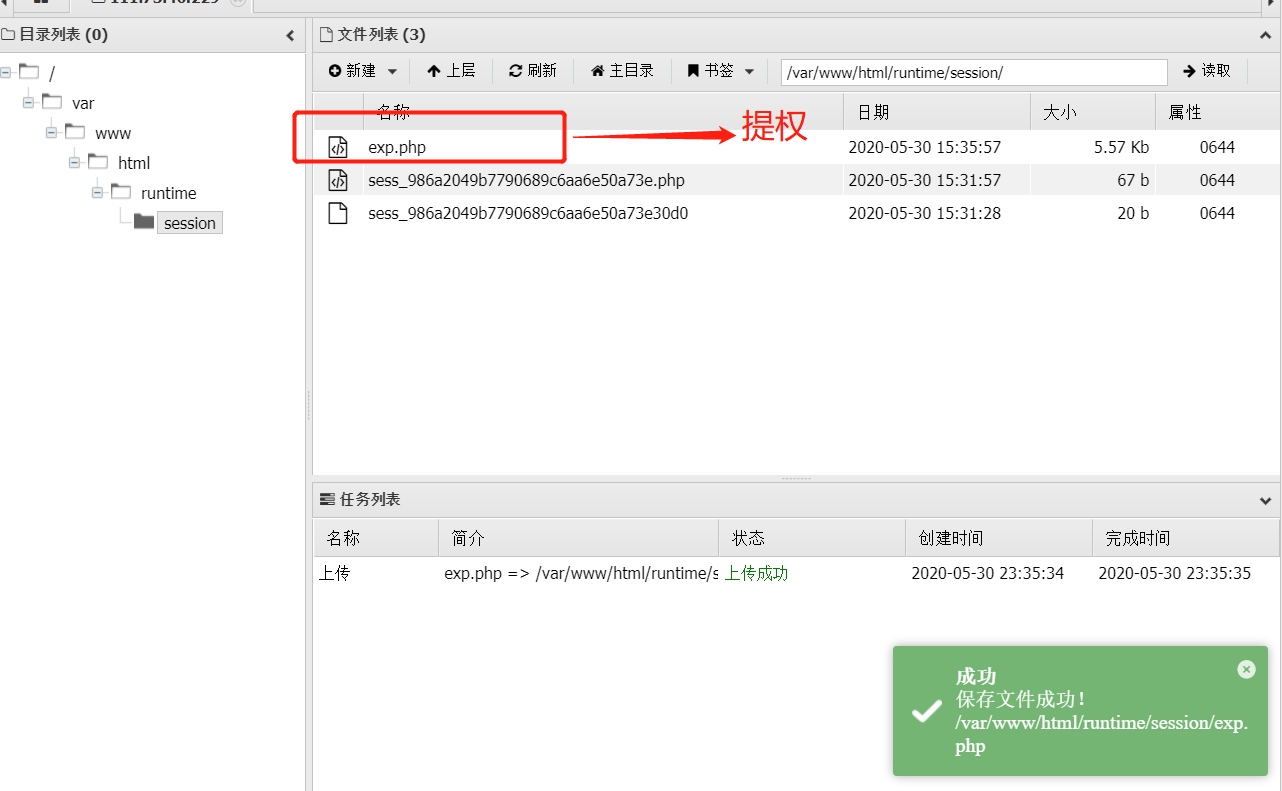 目录列表 (0)
/
var
www
html
runtime
session
文件列表 (3)
新建 上层 刷新 主目录 书签 /var/www/html/runtime/session/ 读取
名称 日期 大小 属性
exp.php 2020-05-30 15:35:57 5.57 Kb 0644
提权
sess_986a2049b7790689c6aa6e50a73e.php 2020-05-30 15:31:57 67 b 0644
sess_986a2049b7790689c6aa6e50a73e30d0 2020-05-30 15:31:28 20 b 0644
任务列表
名称 简介 状态 创建时间 完成时间
上传 exp.php => /var/www/html/runtime/s 上传成功 2020-05-30 23:35:34 2020-05-30 23:35:35
成功
保存文件成功!
/var/www/html/runtime/session/exp.
php